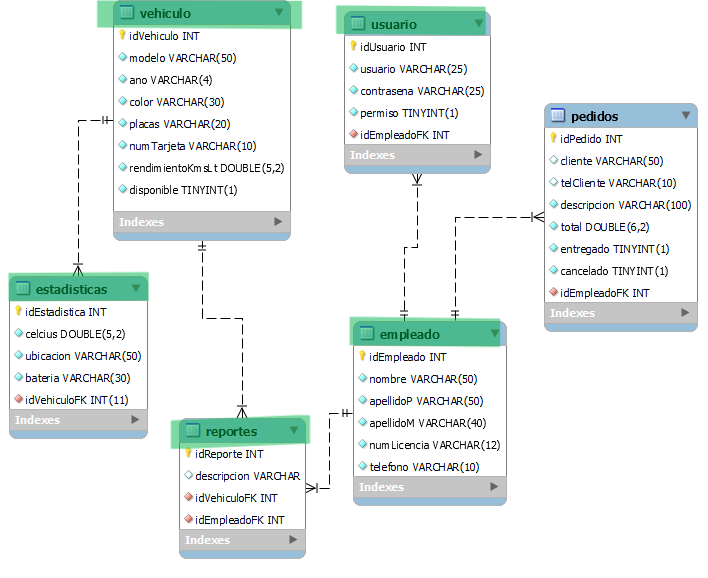 vehiculo
idVehiculo INT
modelo VARCHAR(50)
ano VARCHAR(4)
color VARCHAR(30)
placas VARCHAR(20)
numTarjeta VARCHAR(10)
rendimientoKmsLt DOUBLE(5,2)
disponible TINYINT(1)
Indexes
usuario
idUsuario INT
usuario VARCHAR(25)
contrasena VARCHAR(25)
permiso TINYINT(1)
idEmpleadoFK INT
Indexes
pedidos
idPedido INT
cliente VARCHAR(50)
telCliente VARCHAR(10)
descripcion VARCHAR(100)
total DOUBLE(6,2)
entregado TINYINT(1)
cancelado TINYINT(1)
idEmpleadoFK INT
Indexes
estadisticas
idEstadistica INT
celcius DOUBLE(5,2)
ubicacion VARCHAR(50)
bateria VARCHAR(30)
idVehiculoFK INT(11)
Indexes
empleado
idEmpleado INT
nombre VARCHAR(50)
apellidoP VARCHAR(50)
apellidoM VARCHAR(40)
numLicencia VARCHAR(12)
telefono VARCHAR(10)
Indexes
reportes
idReporte INT
descripcion VARCHAR
idVehiculoFK INT
idEmpleadoFK INT
Indexes